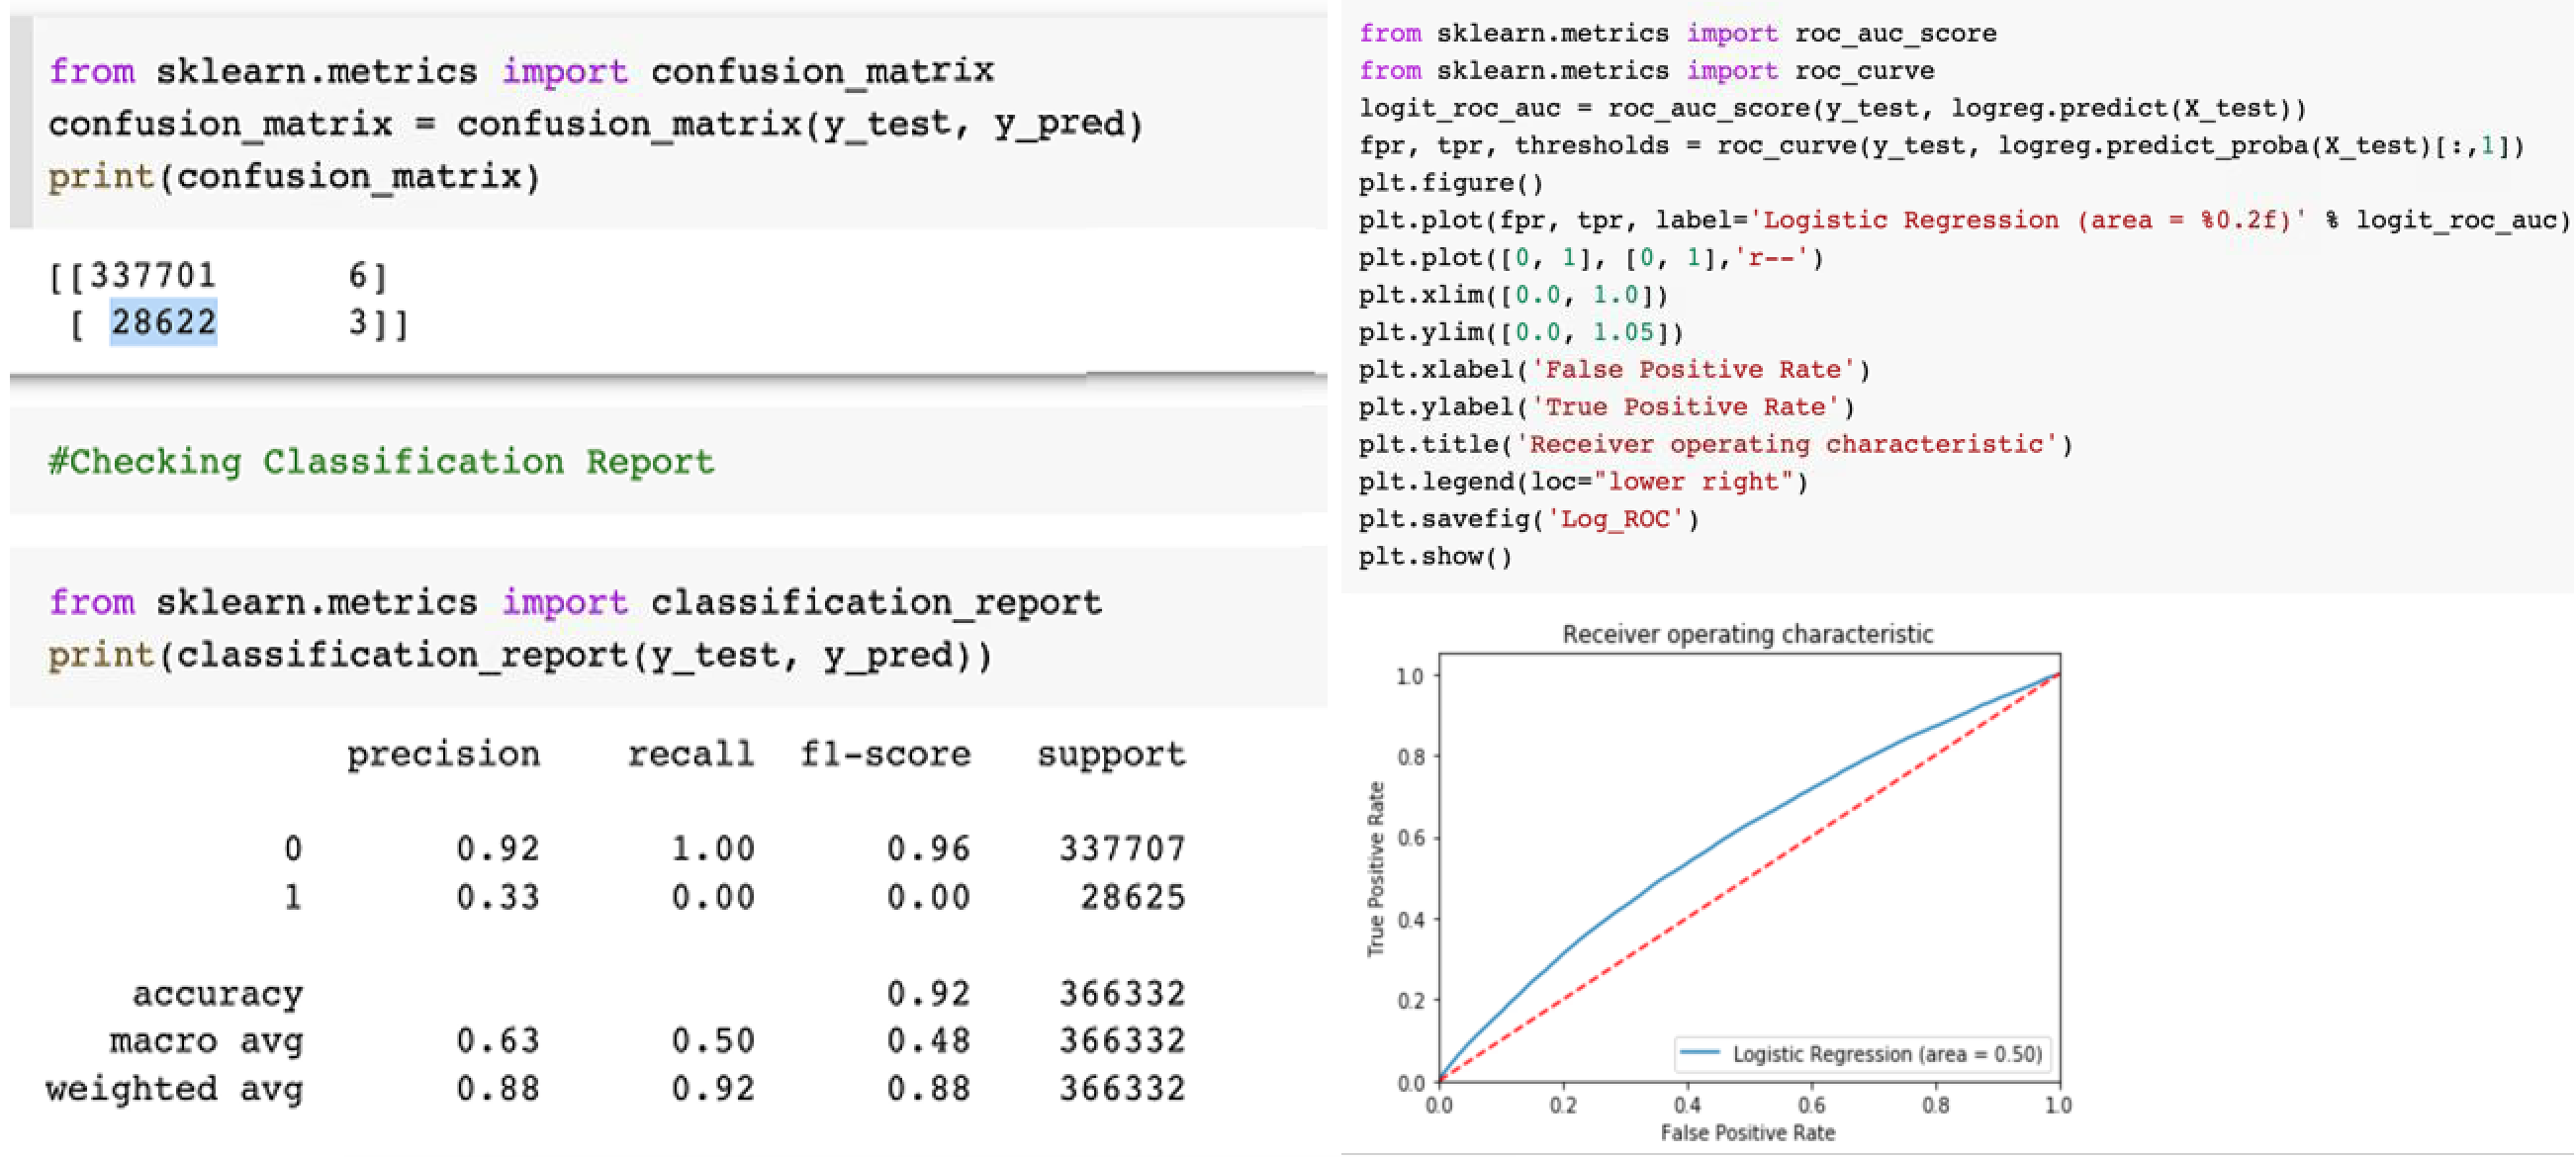 from sklearn.metrics import confusion_matrix
confusion_matrix = confusion_matrix(y_test, y_pred)
print(confusion_matrix)
[[337701      6]
 [ 28622      3]]
#Checking Classification Report
from sklearn.metrics import classification_report
print(classification_report(y_test, y_pred))
precision recall f1-score support
0 0.92 1.00 0.96 337707
1 0.33 0.00 0.00 28625
accuracy 0.92 366332
macro avg 0.63 0.50 0.48 366332
weighted avg 0.88 0.92 0.88 366332
from sklearn.metrics import roc_auc_score
from sklearn.metrics import roc_curve
logit_roc_auc = roc_auc_score(y_test, logreg.predict(X_test))
fpr, tpr, thresholds = roc_curve(y_test, logreg.predict_proba(X_test)[:,1])
plt.figure()
plt.plot(fpr, tpr, label='Logistic Regression (area = %0.2f)' % logit_roc_auc)
plt.plot([0, 1], [0, 1],'r--')
plt.xlim([0.0, 1.0])
plt.ylim([0.0, 1.05])
plt.xlabel('False Positive Rate')
plt.ylabel('True Positive Rate')
plt.title('Receiver operating characteristic')
plt.legend(loc="lower right")
plt.savefig('Log_ROC')
plt.show()
Receiver operating characteristic
True Positive Rate
1.0
0.8
0.6
0.4
0.2
0.0
Logistic Regression (area = 0.50)
0.0 0.2 0.4 0.6 0.8 1.0
False Positive Rate